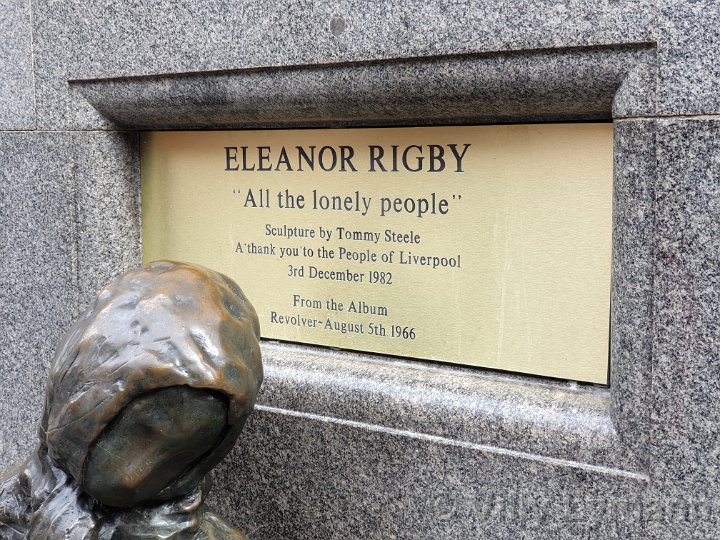 ELEANOR RIGBY
"All the lonely people"
Sculpture by Tommy Steele
A 'thank you' to the People of Liverpool
3rd December 1982
From the Album
Revolver~August 5th 1966